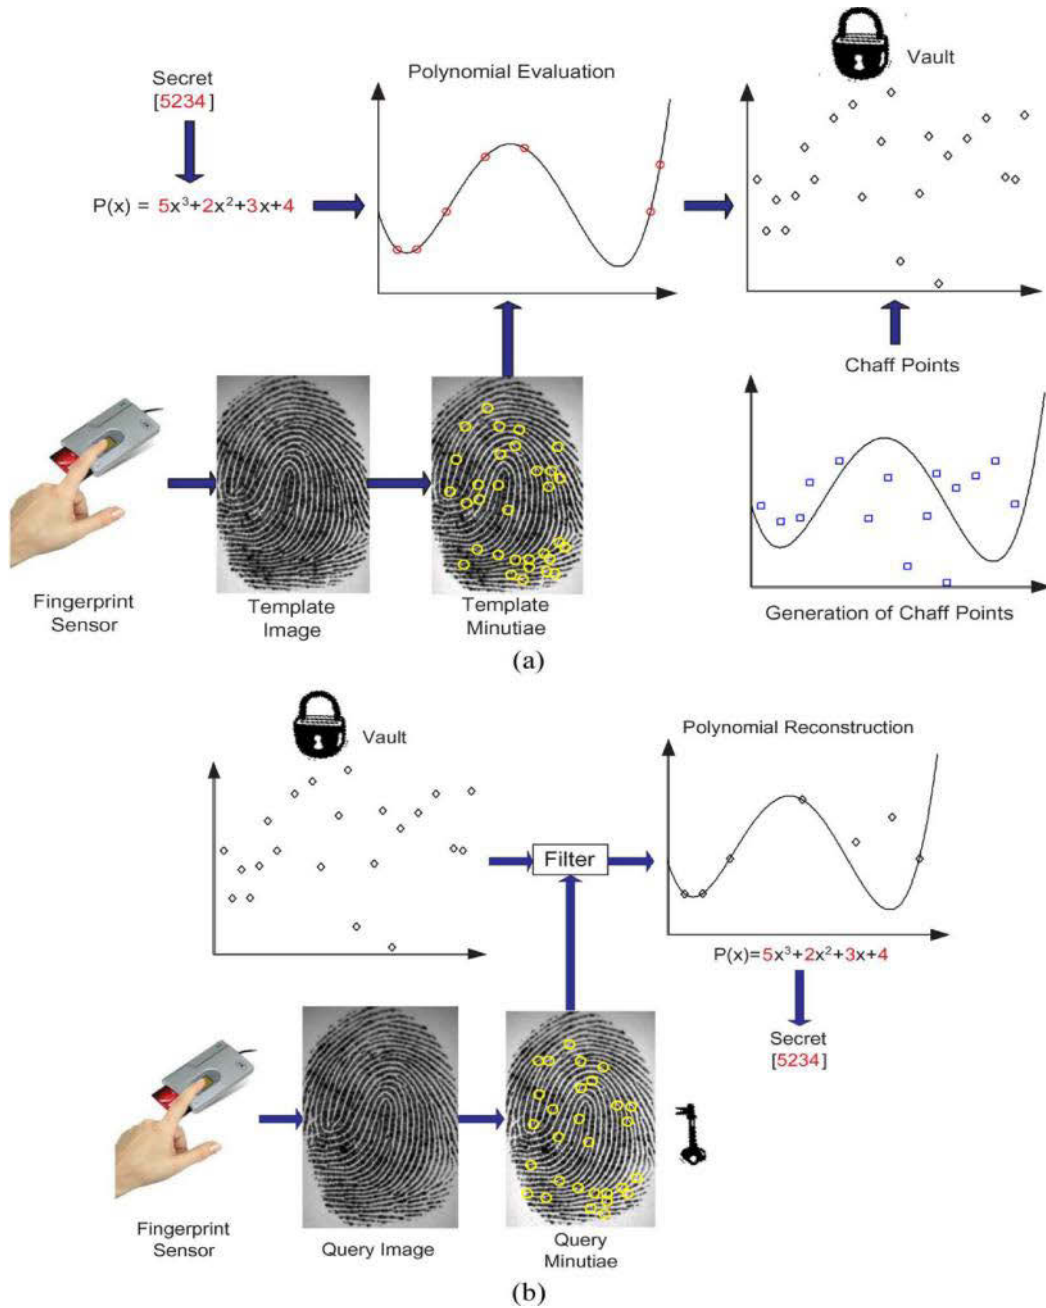 Secret
[5234]
P(x) = 5x³+2x²+3x+4
Polynomial Evaluation
Vault
Chaff Points
Fingerprint
Sensor
Template
Image
Template
Minutiae
Generation of Chaff Points
(a)
Vault
Filter
Polynomial Reconstruction
P(x)=5x³+2x²+3x+4
Secret
[5234]
Fingerprint
Sensor
Query Image
Query
Minutiae
(b)